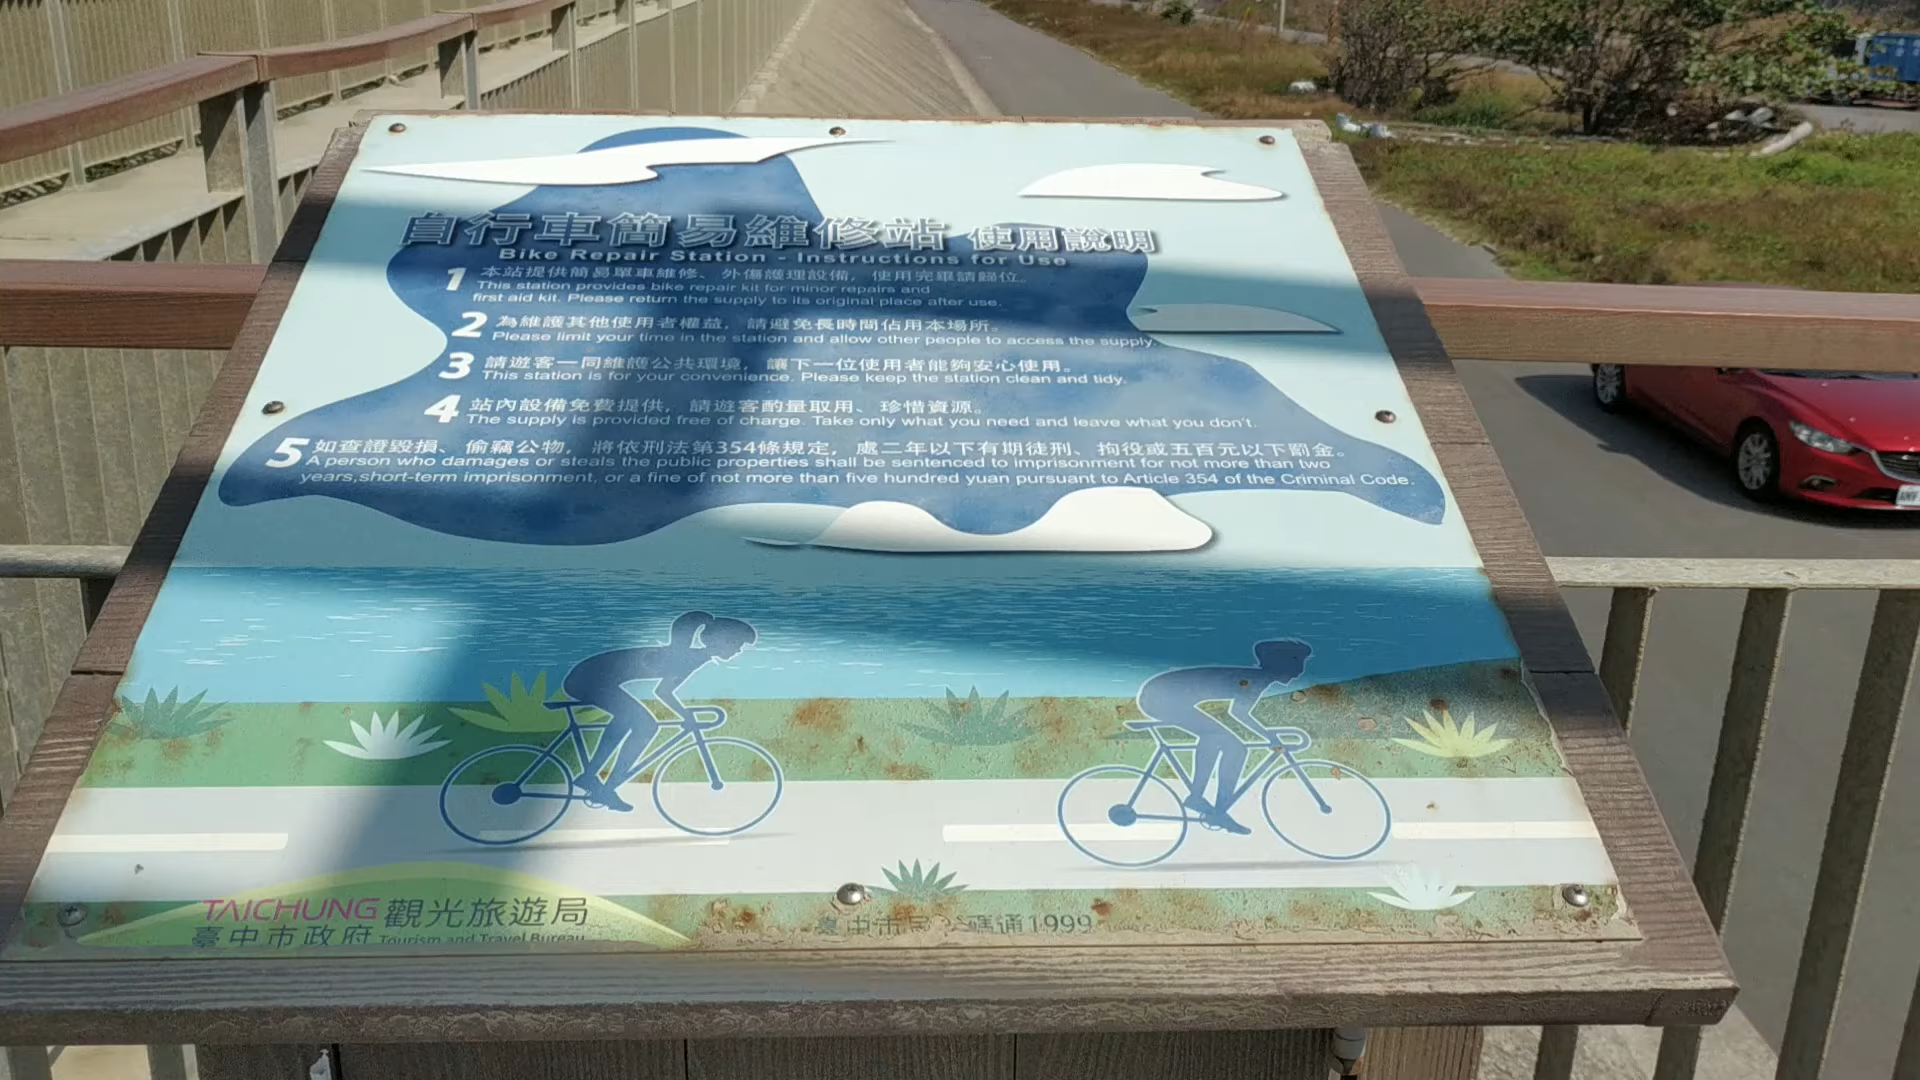 自行車簡易維修站 使用說明
Bike Repair Station - Instructions for Use
1 本站提供簡易單車維修、外傷護理設備，使用完畢請歸位。
This station provides bike repair kit for minor repairs and
first aid kit. Please return the supply to its original place after use.
2 為維護其他使用者權益，請避免長時間佔用本場所。
Please limit your time in the station and allow other people to access the supply.
3 請遊客一同維護公共環境，讓下一位使用者能夠安心使用。
This station is for your convenience. Please keep the station clean and tidy.
4 站內設備免費提供，請遊客酌量取用、珍惜資源。
The supply is provided free of charge. Take only what you need and leave what you don't.
5 如查證毀損、偷竊公物，將依刑法第354條規定，處二年以下有期徒刑、拘役或五百元以下罰金。
A person who damages or steals the public properties shall be sentenced to imprisonment for not more than two
years,short-term imprisonment, or a fine of not more than five hundred yuan pursuant to Article 354 of the Criminal Code.
TAICHUNG 觀光旅遊局
臺中市政府 Tourism and Travel Bureau
臺中市民 碼通1999